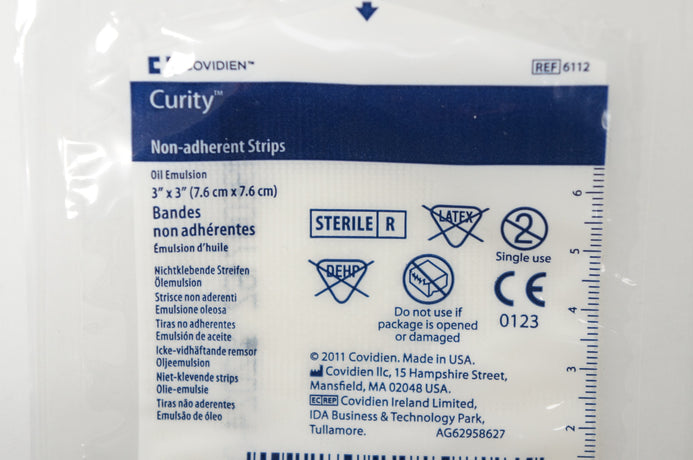 COVIDIEN™
REF 6112
Curity™
Non-adherent Strips
Oil Emulsion
3" x 3" (7.6 cm x 7.6 cm)
Bandes
non adhérentes
Émulsion d'huile
Nichtklebende Streifen
Ölemulsion
Strisce non aderenti
Emulsione oleosa
Tiras no adherentes
Emulsión de aceite
Icke-vidhäftande remsor
Oljeemulsion
Niet-klevende strips
Olie-emulsie
Tiras não aderentes
Emulsão de óleo
STERILE R
LATEX
2
Single use
DEHP
Do not use if
package is opened
or damaged
CE
0123
© 2011 Covidien. Made in USA.
Covidien llc, 15 Hampshire Street,
Mansfield, MA 02048 USA.
EC REP Covidien Ireland Limited,
IDA Business & Technology Park,
Tullamore.
AG62958627
6
5
4
3
2